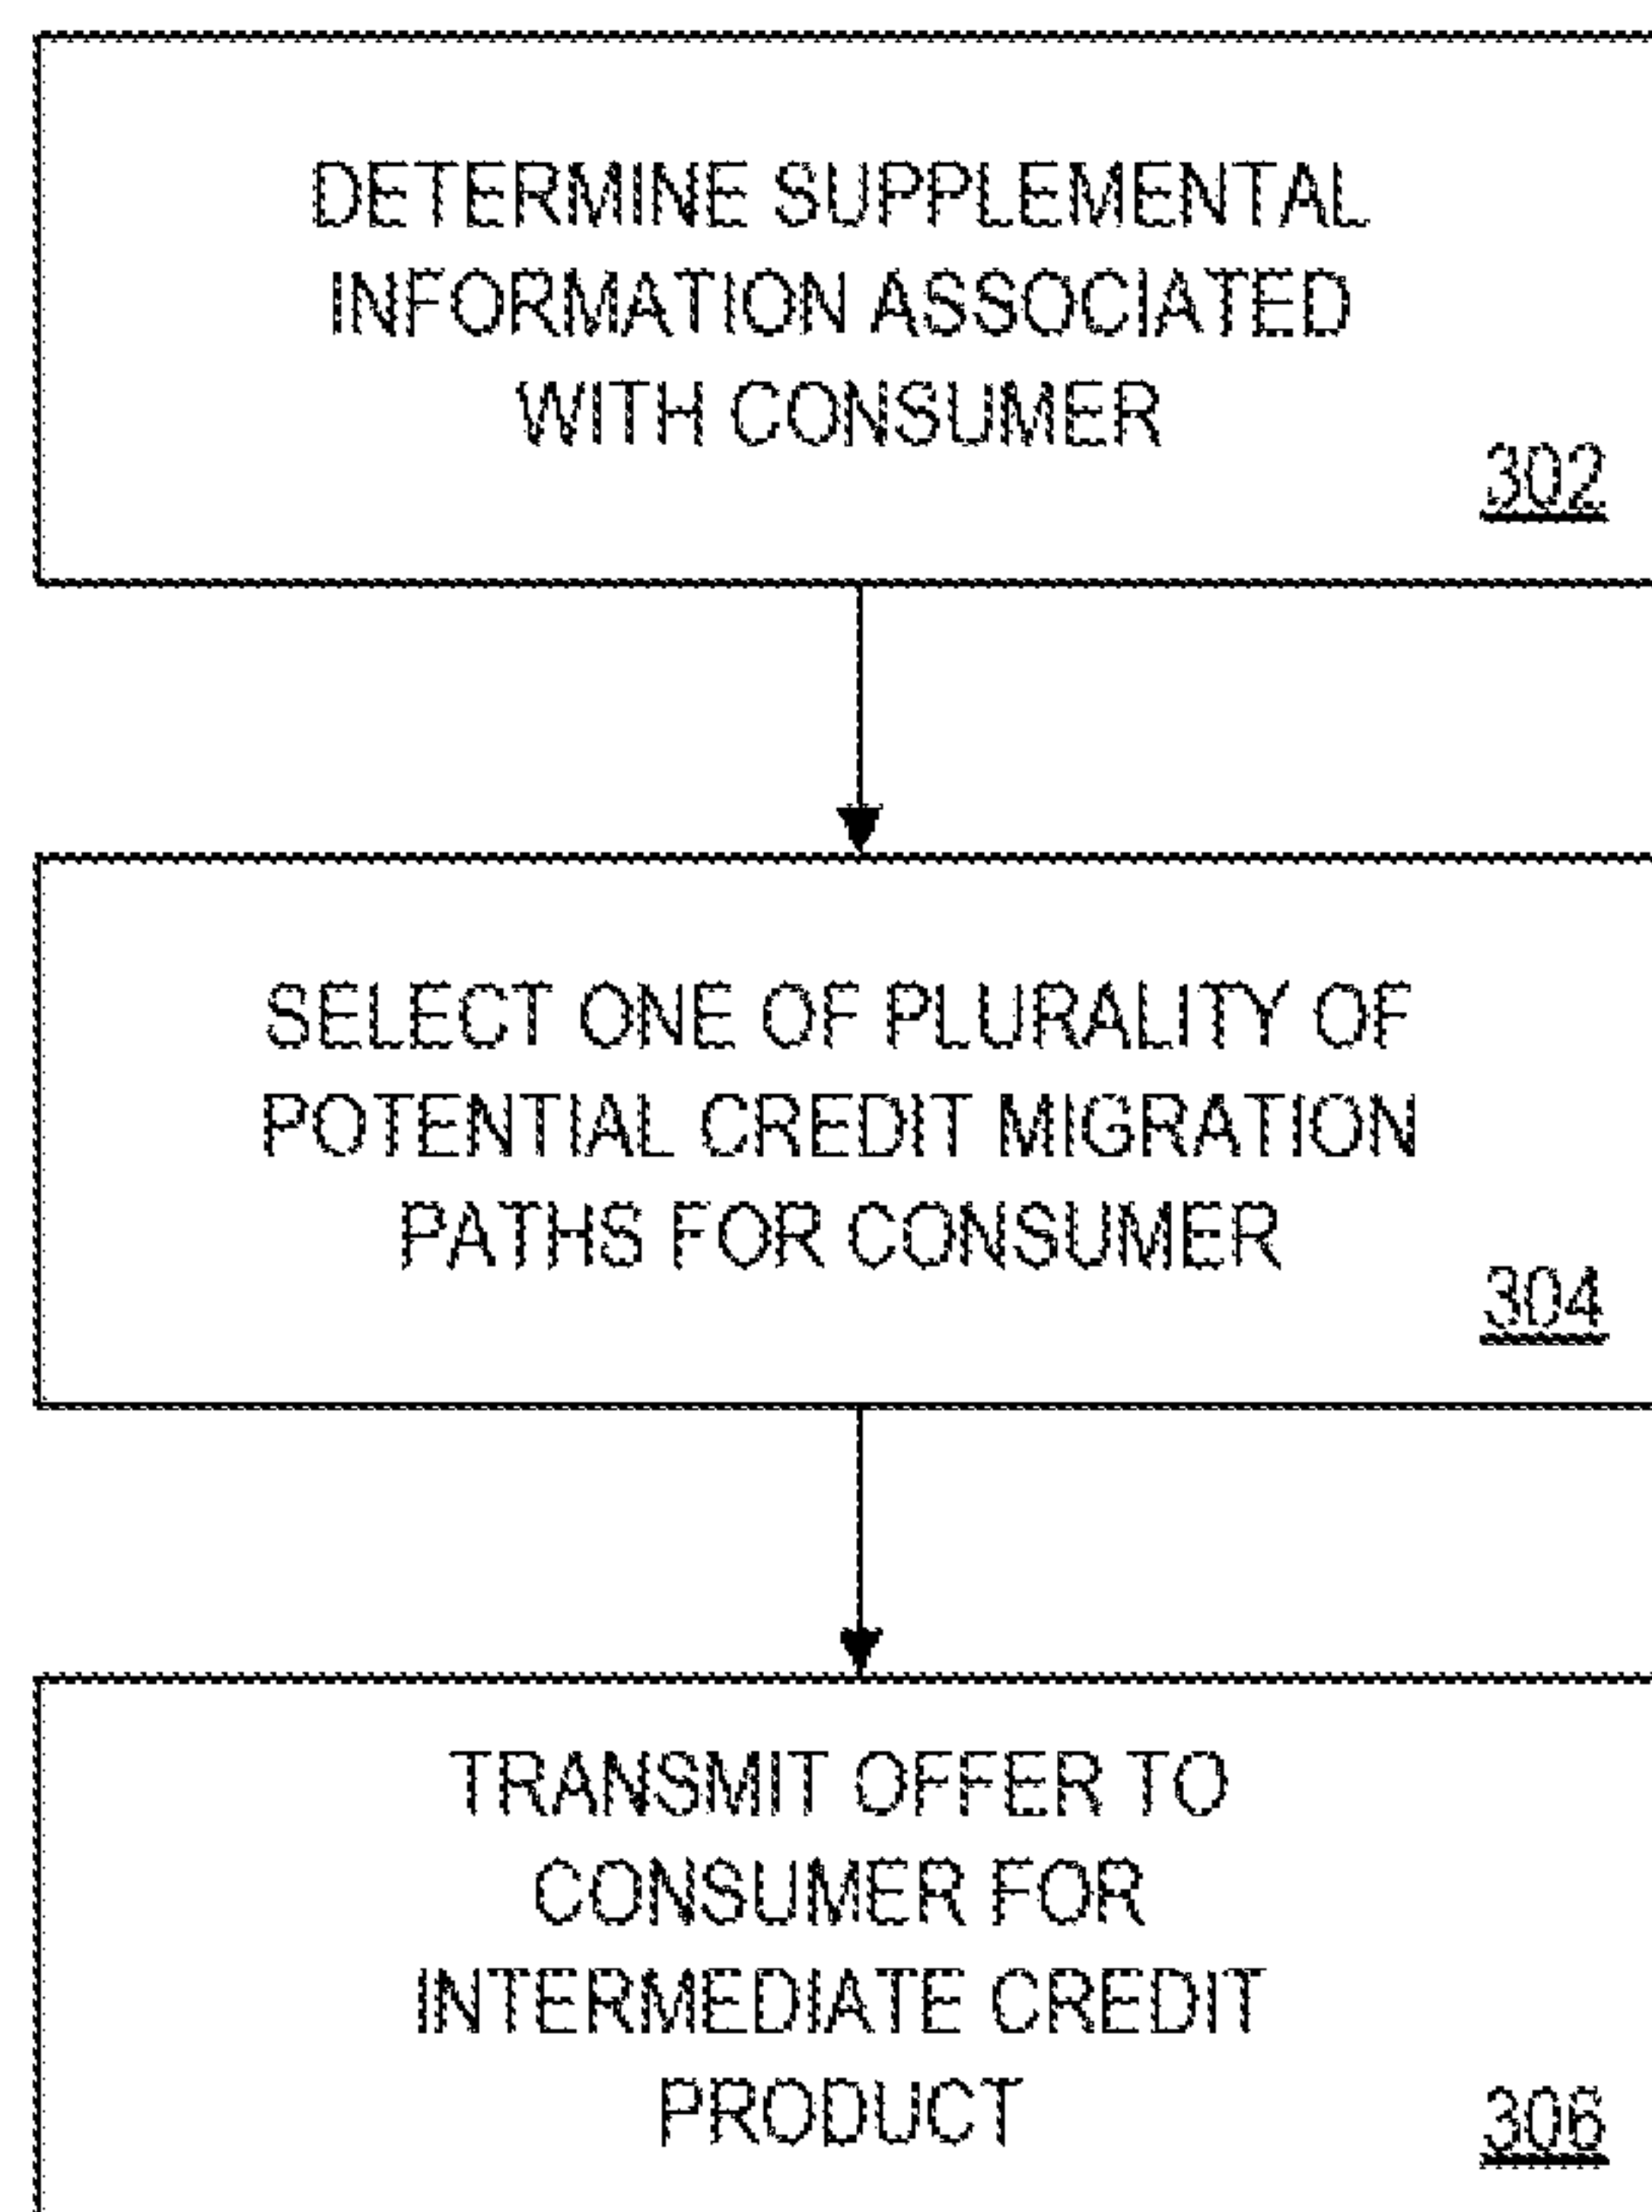 DETERMINE SUPPLEMENTAL
INFORMATION ASSOCIATED
WITH CONSUMER
302
SELECT ONE OF PLURALITY OF
POTENTIAL CREDIT MIGRATION
PATHS FOR CONSUMER
304
TRANSMIT OFFER TO
CONSUMER FOR
INTERMEDIATE CREDIT
PRODUCT
306